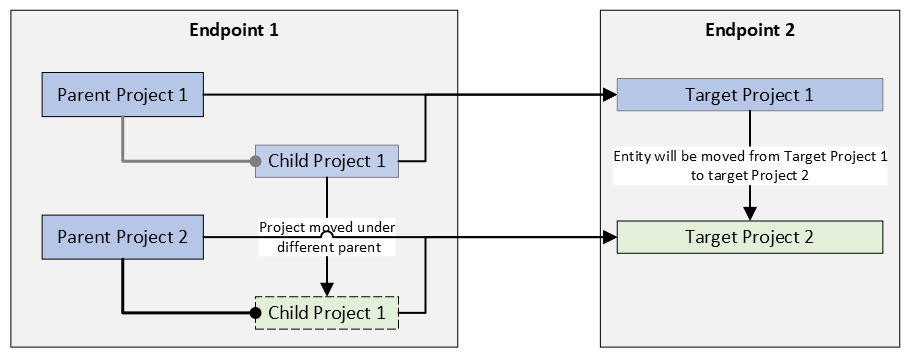 Endpoint 1
Endpoint 2
Parent Project 1
Target Project 1
Child Project 1
Entity will be moved from Target Project 1
to target Project 2
Parent Project 2
Project moved under
different parent
Target Project 2
Child Project 1